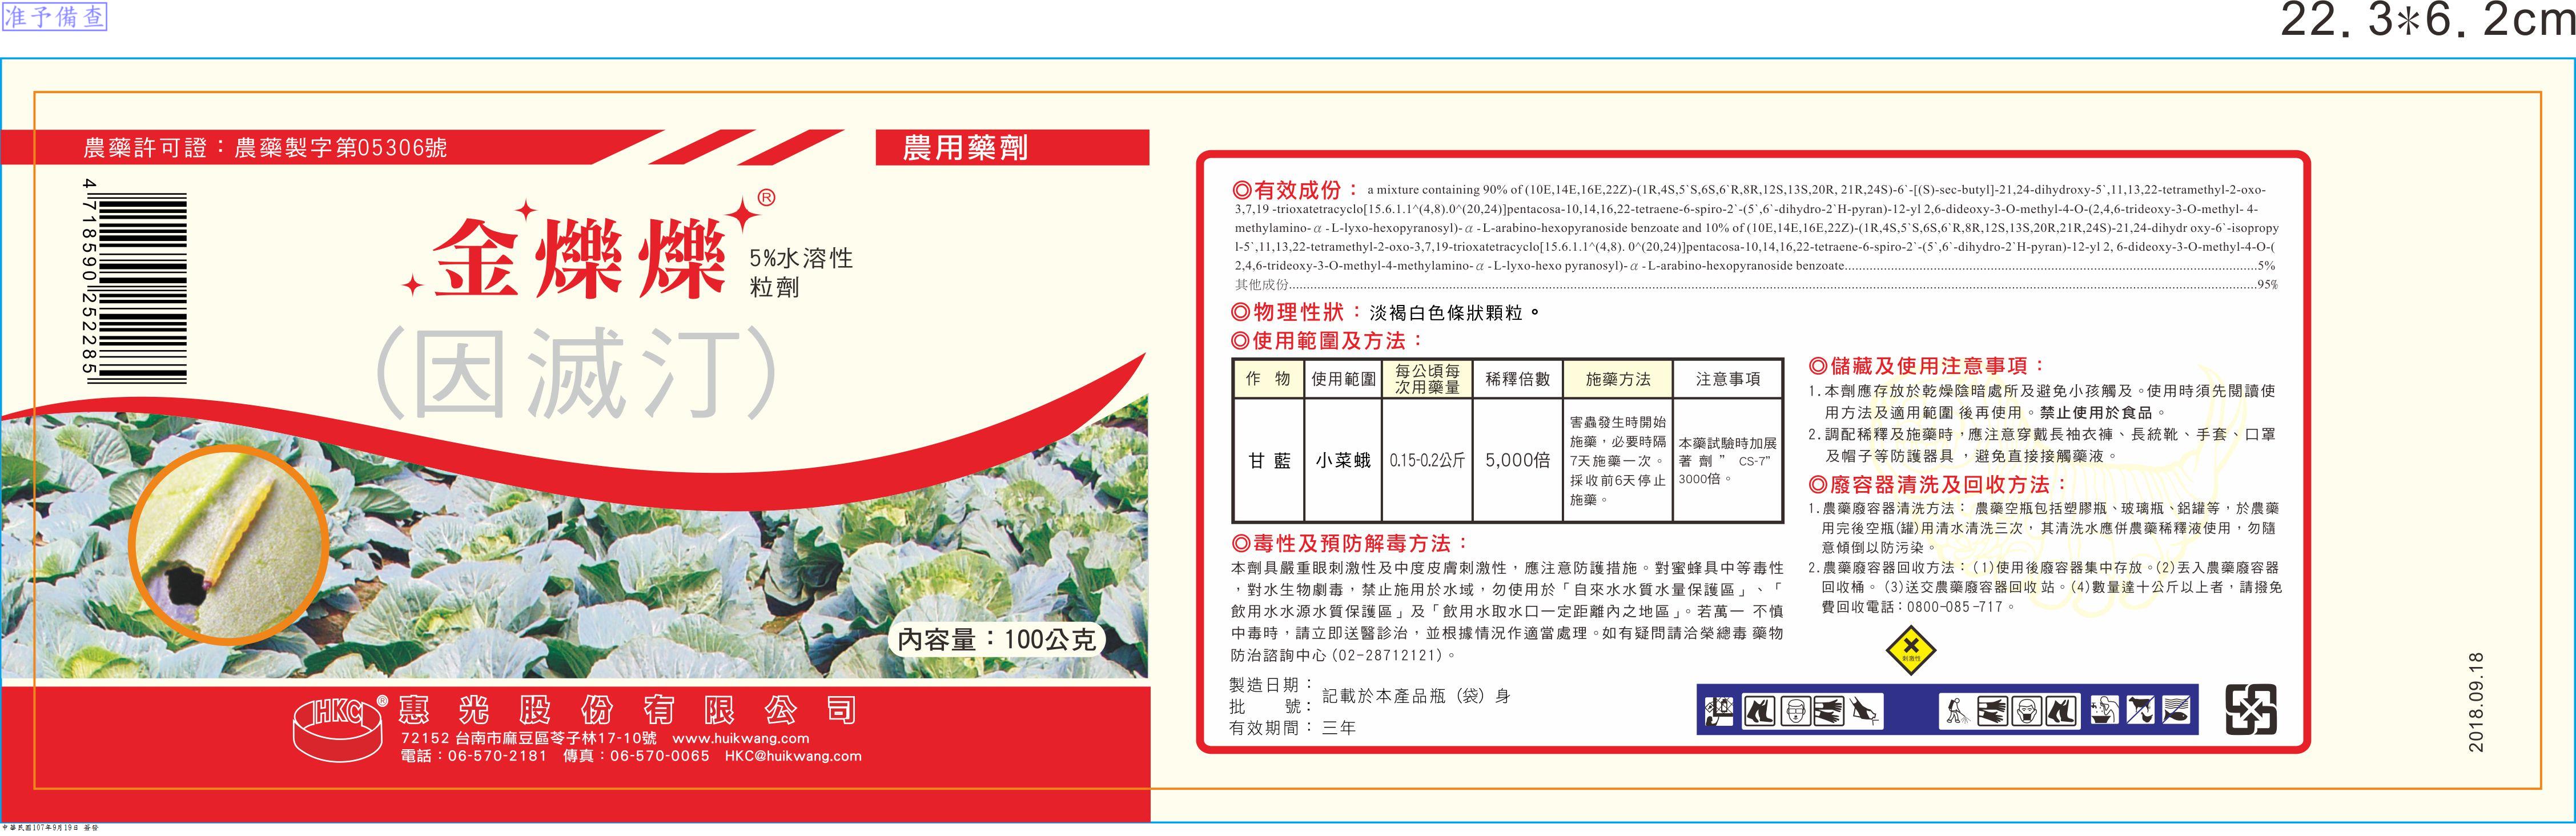 准予備查
22.3*6.2cm
農藥許可證：農藥製字第05306號
農用藥劑
4 718590 252285
金爍爍®
5%水溶性
粒劑
(因滅汀)
內容量：100公克
HKC®
惠光股份有限公司
72152 台南市麻豆區苓子林17-10號 www.huikwang.com
電話：06-570-2181 傳真：06-570-0065 HKC@huikwang.com
◎有效成份： a mixture containing 90% of (10E,14E,16E,22Z)-(1R,4S,5`S,6S,6`R,8R,12S,13S,20R, 21R,24S)-6`-[(S)-sec-butyl]-21,24-dihydroxy-5`,11,13,22-tetramethyl-2-oxo-
3,7,19 -trioxatetracyclo[15.6.1.1^(4,8).0^(20,24)]pentacosa-10,14,16,22-tetraene-6-spiro-2`-(5`,6`-dihydro-2`H-pyran)-12-yl 2,6-dideoxy-3-O-methyl-4-O-(2,4,6-trideoxy-3-O-methyl- 4-
methylamino-α-L-lyxo-hexopyranosyl)-α-L-arabino-hexopyranoside benzoate and 10% of (10E,14E,16E,22Z)-(1R,4S,5`S,6S,6`R,8R,12S,13S,20R,21R,24S)-21,24-dihydr oxy-6`-isopropy
l-5`,11,13,22-tetramethyl-2-oxo-3,7,19-trioxatetracyclo[15.6.1.1^(4,8). 0^(20,24)]pentacosa-10,14,16,22-tetraene-6-spiro-2`-(5`,6`-dihydro-2`H-pyran)-12-yl 2, 6-dideoxy-3-O-methyl-4-O-(
2,4,6-trideoxy-3-O-methyl-4-methylamino-α-L-lyxo-hexo pyranosyl)-α-L-arabino-hexopyranoside benzoate....................5%
其他成份....................95%
◎物理性狀：淡褐白色條狀顆粒。
◎使用範圍及方法：
作 物 使用範圍 每公頃每次用藥量 稀釋倍數 施藥方法 注意事項
甘 藍 小菜蛾 0.15-0.2公斤 5,000倍
害蟲發生時開始
施藥，必要時隔
7天施藥一次。
採收前6天停止
施藥。
本藥試驗時加展
著劑” CS-7”
3000倍。
◎毒性及預防解毒方法：
本劑具嚴重眼刺激性及中度皮膚刺激性，應注意防護措施。對蜜蜂具中等毒性
，對水生物劇毒，禁止施用於水域，勿使用於「自來水水質水量保護區」、「
飲用水水源水質保護區」及「飲用水取水口一定距離內之地區」。若萬一 不慎
中毒時，請立即送醫診治，並根據情況作適當處理。如有疑問請洽榮總毒 藥物
防治諮詢中心(02-28712121)。
製造日期：
批 號：
記載於本產品瓶（袋）身
有效期間：三年
◎儲藏及使用注意事項：
1.本劑應存放於乾燥陰暗處所及避免小孩觸及。使用時須先閱讀使
用方法及適用範圍 後再使用。禁止使用於食品。
2.調配稀釋及施藥時，應注意穿戴長袖衣褲、長統靴、手套、口罩
及帽子等防護器具 ，避免直接接觸藥液。
◎廢容器清洗及回收方法：
1.農藥廢容器清洗方法： 農藥空瓶包括塑膠瓶、玻璃瓶、鋁罐等，於農藥
用完後空瓶(罐)用清水清洗三次，其清洗水應併農藥稀釋液使用，勿隨
意傾倒以防污染。
2.農藥廢容器回收方法：(1)使用後廢容器集中存放。(2)丟入農藥廢容器
回收桶。 (3)送交農藥廢容器回收 站。(4)數量達十公斤以上者，請撥免
費回收電話：0800-085-717。
刺激性
2018.09.18
中華民國107年9月19日 簽發